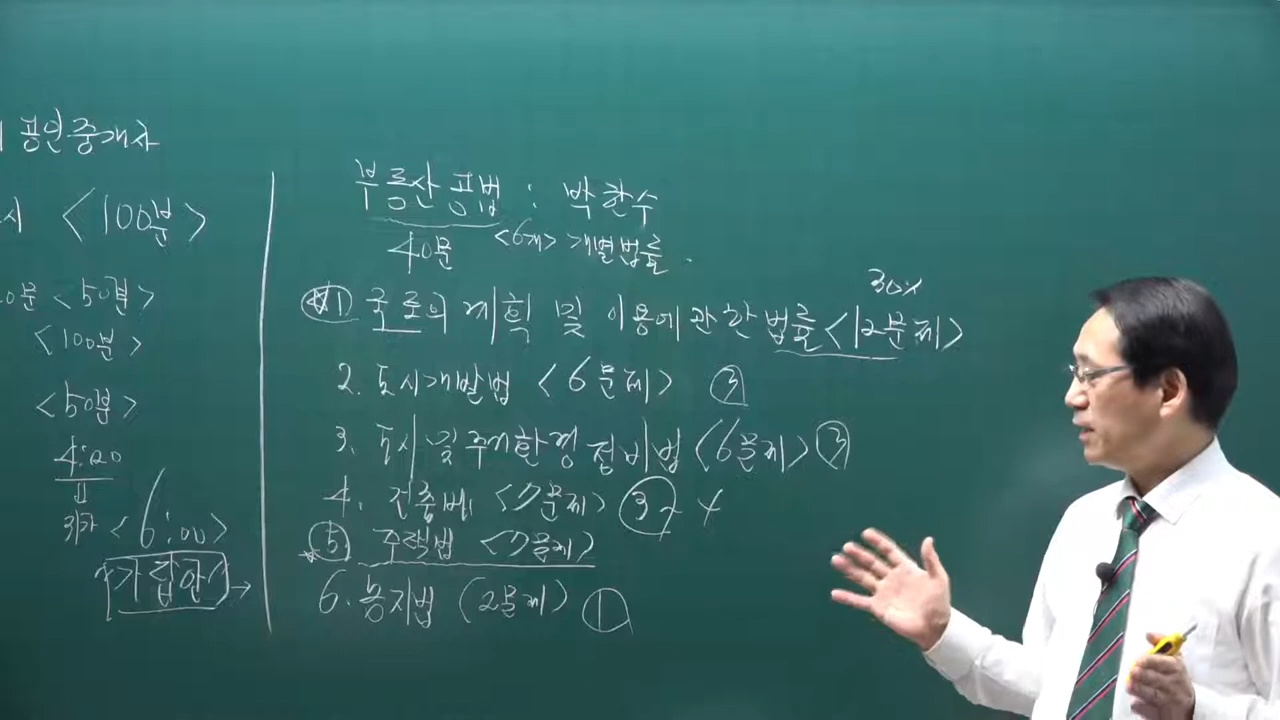 공인중개사
시 <100분>
0문 <50분>
<100분>
<50분>
4:20
<6:00>
"가답안"
부동산 공법 : 박한수
40문 <6개> 개별법률.
1 국토의 계획 및 이용에 관한 법률 <12문제>
2. 도시개발법 <6문제> ③
3. 도시 및 주거환경 정비법 <6문제> ③
4. 건축법 <7문제> ③~4
⑤ 주택법 <7문제>
6. 농지법 (2문제) ①